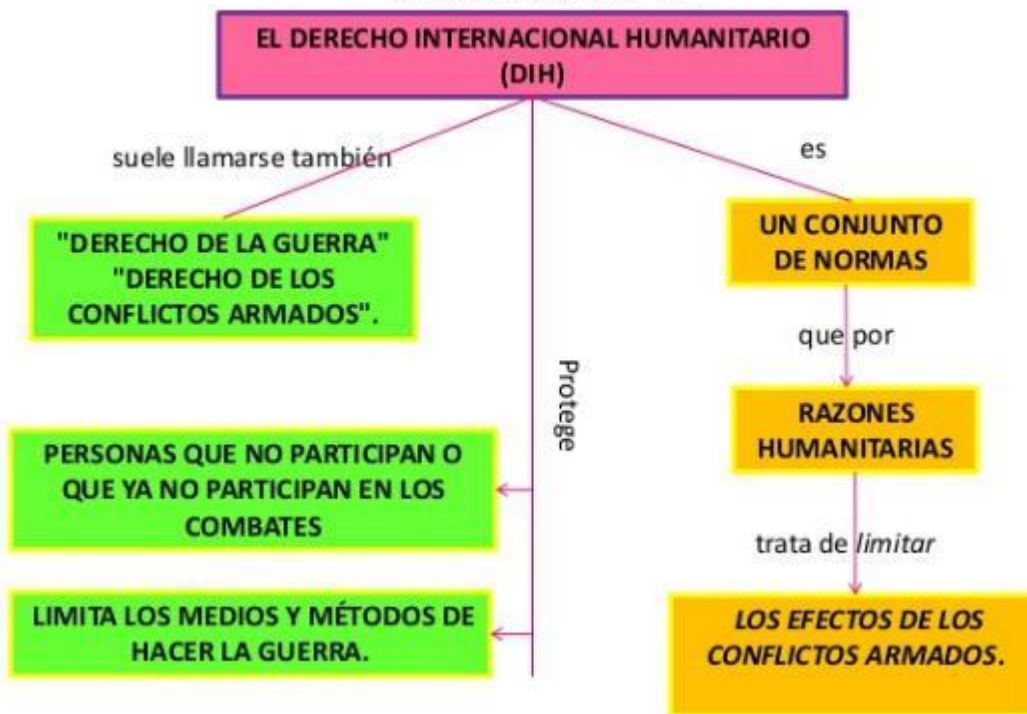 EL DERECHO INTERNACIONAL HUMANITARIO
(DIH)
suele llamarse también
es
"DERECHO DE LA GUERRA"
"DERECHO DE LOS
CONFLICTOS ARMADOS".
UN CONJUNTO
DE NORMAS
que por
Protege
RAZONES
HUMANITARIAS
PERSONAS QUE NO PARTICIPAN O
QUE YA NO PARTICIPAN EN LOS
COMBATES
trata de limitar
LIMITA LOS MEDIOS Y MÉTODOS DE
HACER LA GUERRA.
LOS EFECTOS DE LOS
CONFLICTOS ARMADOS.